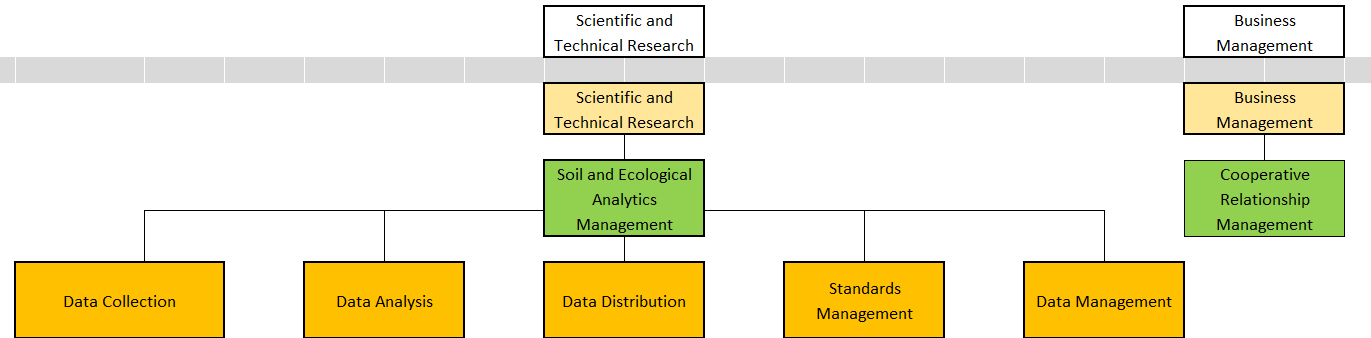 Scientific and
Technical Research
Business
Management
Scientific and
Technical Research
Business
Management
Soil and Ecological
Analytics
Management
Cooperative
Relationship
Management
Data Collection
Data Analysis
Data Distribution
Standards
Management
Data Management